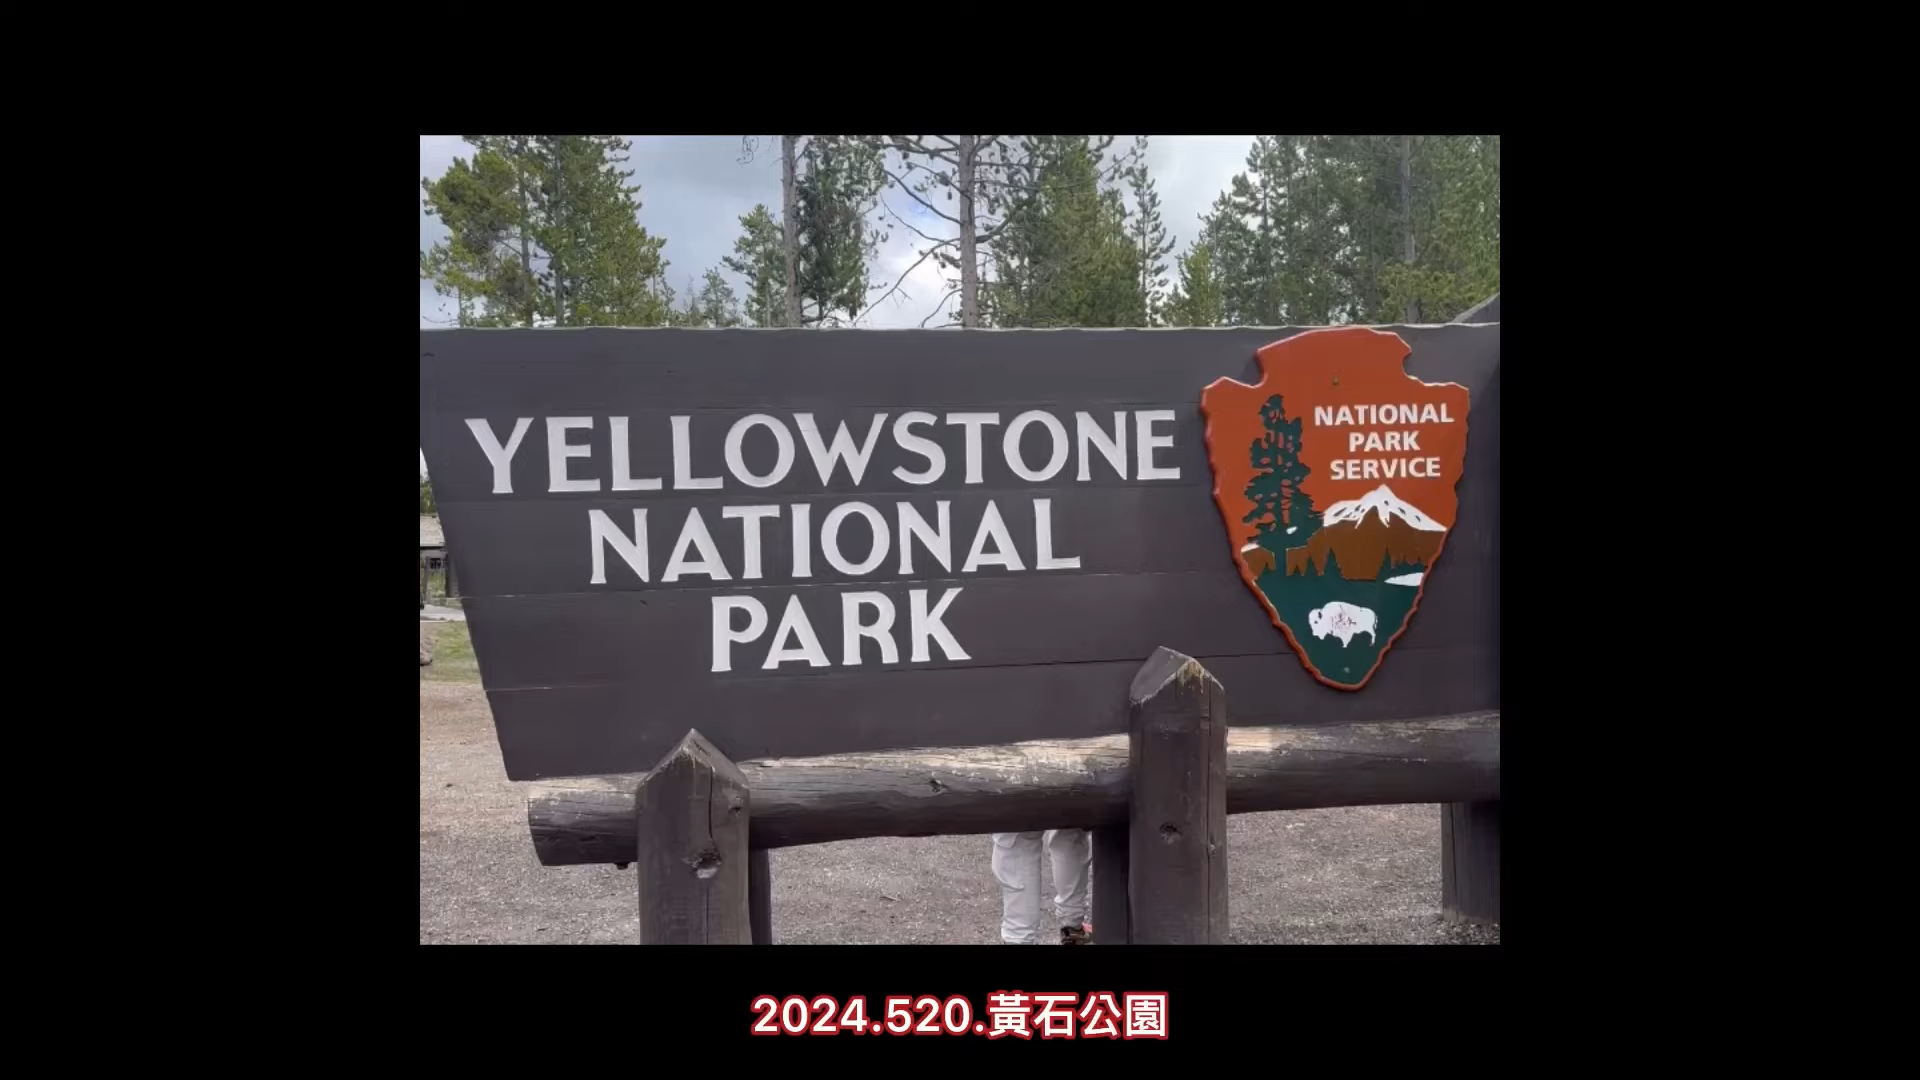 YELLOWSTONE
NATIONAL
PARK
NATIONAL
PARK
SERVICE
2024.520.黃石公園